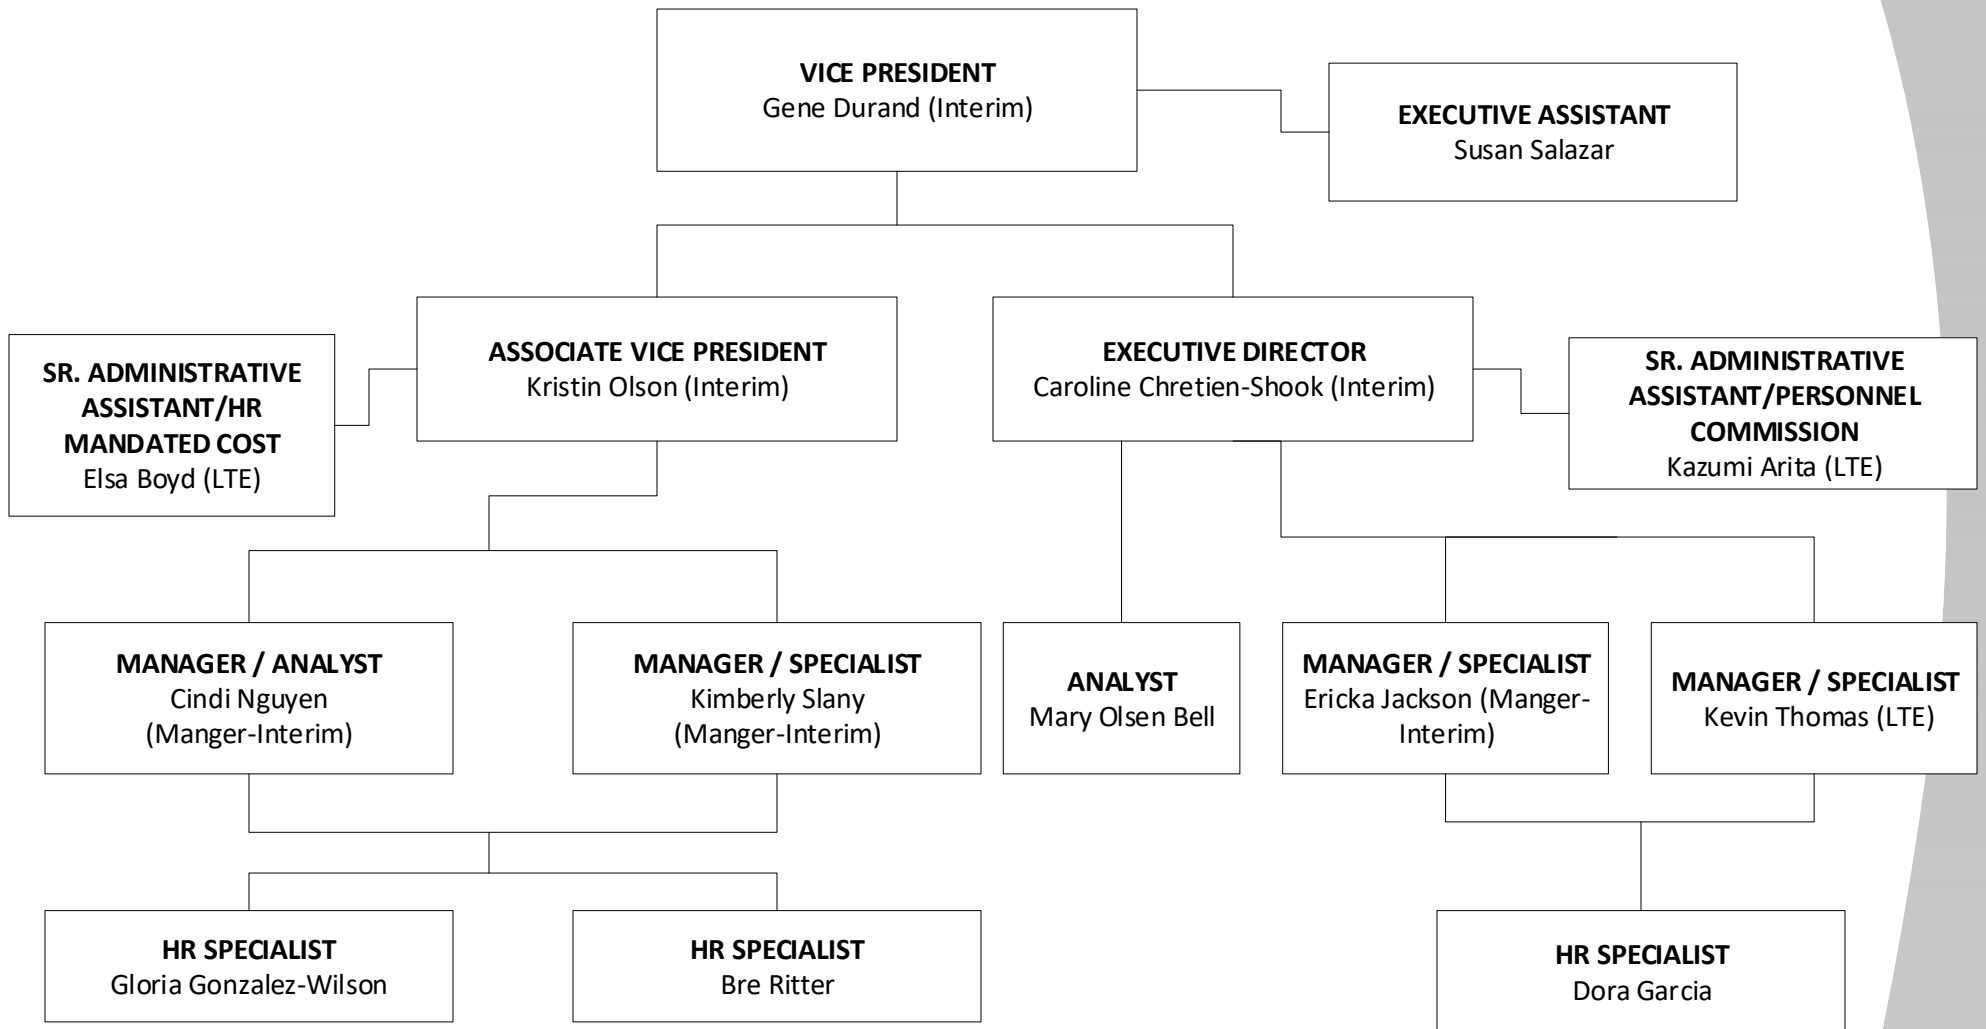 VICE PRESIDENT
Gene Durand (Interim)
EXECUTIVE ASSISTANT
Susan Salazar
SR. ADMINISTRATIVE
ASSISTANT/HR
MANDATED COST
Elsa Boyd (LTE)
ASSOCIATE VICE PRESIDENT
Kristin Olson (Interim)
EXECUTIVE DIRECTOR
Caroline Chretien-Shook (Interim)
SR. ADMINISTRATIVE
ASSISTANT/PERSONNEL
COMMISSION
Kazumi Arita (LTE)
MANAGER / ANALYST
Cindi Nguyen
(Manger-Interim)
MANAGER / SPECIALIST
Kimberly Slany
(Manger-Interim)
ANALYST
Mary Olsen Bell
MANAGER / SPECIALIST
Ericka Jackson (Manger-
Interim)
MANAGER / SPECIALIST
Kevin Thomas (LTE)
HR SPECIALIST
Gloria Gonzalez-Wilson
HR SPECIALIST
Bre Ritter
HR SPECIALIST
Dora Garcia